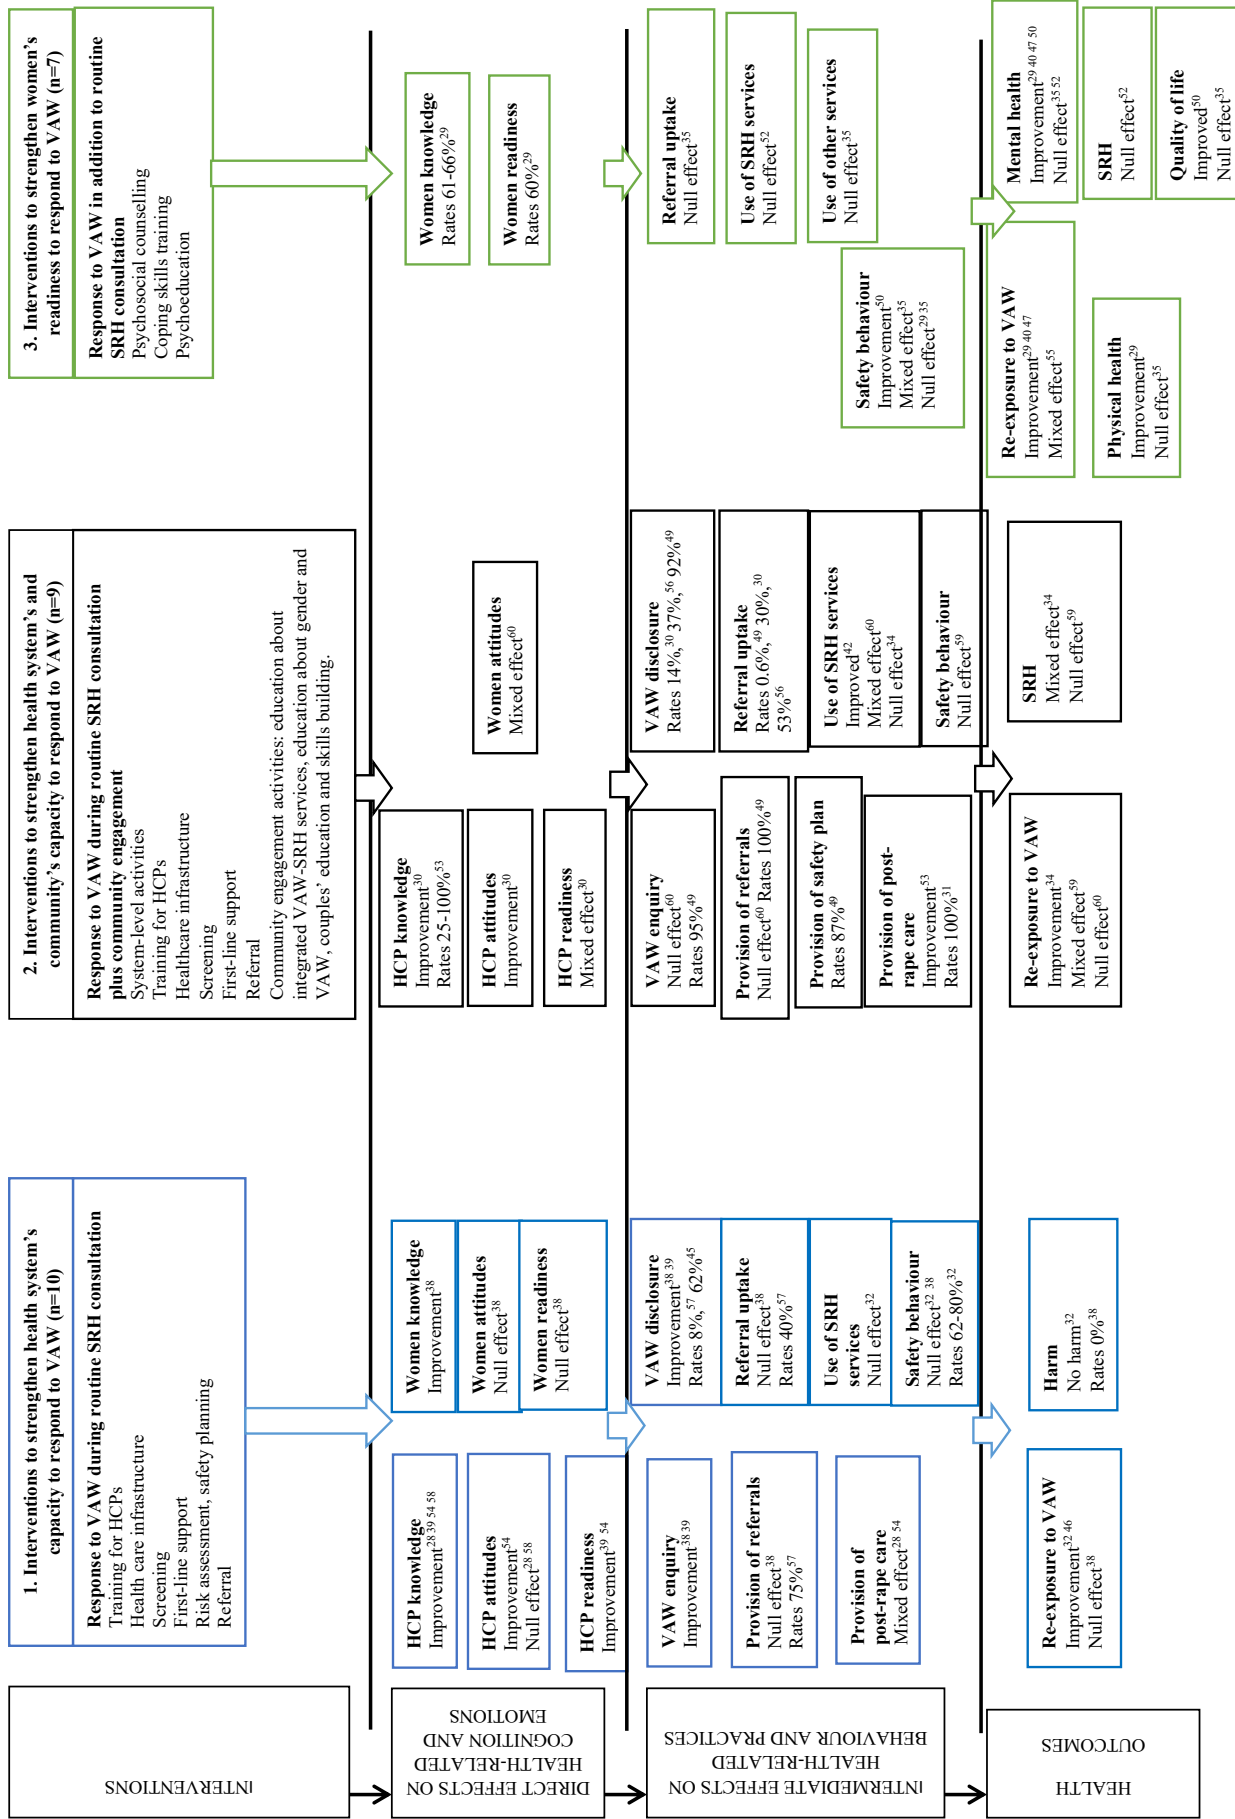 INTERVENTIONS
DIRECT EFFECTS ON
HEALTH-RELATED
COGNITION AND
EMOTIONS
INTERMEDIATE EFFECTS ON
HEALTH-RELATED
BEHAVIOUR AND PRACTICES
HEALTH
OUTCOMES
1. Interventions to strengthen health system's
capacity to respond to VAW (n=10)
Response to VAW during routine SRH consultation
Training for HCPs
Health care infrastructure
Screening
First-line support
Risk assessment, safety planning
Referral
HCP knowledge
Improvement28 39 54 58
HCP attitudes
Improvement54
Null effect28 58
HCP readiness
Improvement39 54
Women knowledge
Improvement38
Women attitudes
Null effect38
Women readiness
Null effect38
VAW enquiry
Improvement38 39
Provision of referrals
Null effect38
Rates 75%57
Provision of
post-rape care
Mixed effect28 54
VAW disclosure
Improvement38 39
Rates 8%,57 62%45
Referral uptake
Null effect38
Rates 40%57
Use of SRH
services
Null effect32
Safety behaviour
Null effect32 38
Rates 62-80%32
Re-exposure to VAW
Improvement32 46
Null effect38
Harm
No harm32
Rates 0%38
2. Interventions to strengthen health system's and
community's capacity to respond to VAW (n=9)
Response to VAW during routine SRH consultation
plus community engagement
System-level activities
Training for HCPs
Healthcare infrastructure
Screening
First-line support
Referral
Community engagement activities: education about
integrated VAW-SRH services, education about gender and
VAW, couples' education and skills building.
HCP knowledge
Improvement30
Rates 25-100%53
HCP attitudes
Improvement30
HCP readiness
Mixed effect30
Women attitudes
Mixed effect60
VAW enquiry
Null effect60
Rates 95%49
Provision of referrals
Null effect60 Rates 100%49
Provision of safety plan
Rates 87%49
Provision of post-
rape care
Improvement53
Rates 100%31
VAW disclosure
Rates 14%,30 37%,56 92%49
Referral uptake
Rates 0.6%,49 30%,30
53%56
Use of SRH services
Improved42
Mixed effect60
Null effect34
Safety behaviour
Null effect59
Re-exposure to VAW
Improvement34
Mixed effect59
Null effect60
SRH
Mixed effect34
Null effect59
3. Interventions to strengthen women's
readiness to respond to VAW (n=7)
Response to VAW in addition to routine
SRH consultation
Psychosocial counselling
Coping skills training
Psychoeducation
Women knowledge
Rates 61-66%29
Women readiness
Rates 60%29
Referral uptake
Null effect35
Use of SRH services
Null effect52
Use of other services
Null effect35
Safety behaviour
Improvement50
Mixed effect35
Null effect29 35
Re-exposure to VAW
Improvement29 40 47
Mixed effect55
Physical health
Improvement29
Null effect35
Mental health
Improvement29 40 47 50
Null effect35 52
SRH
Null effect52
Quality of life
Improved50
Null effect35